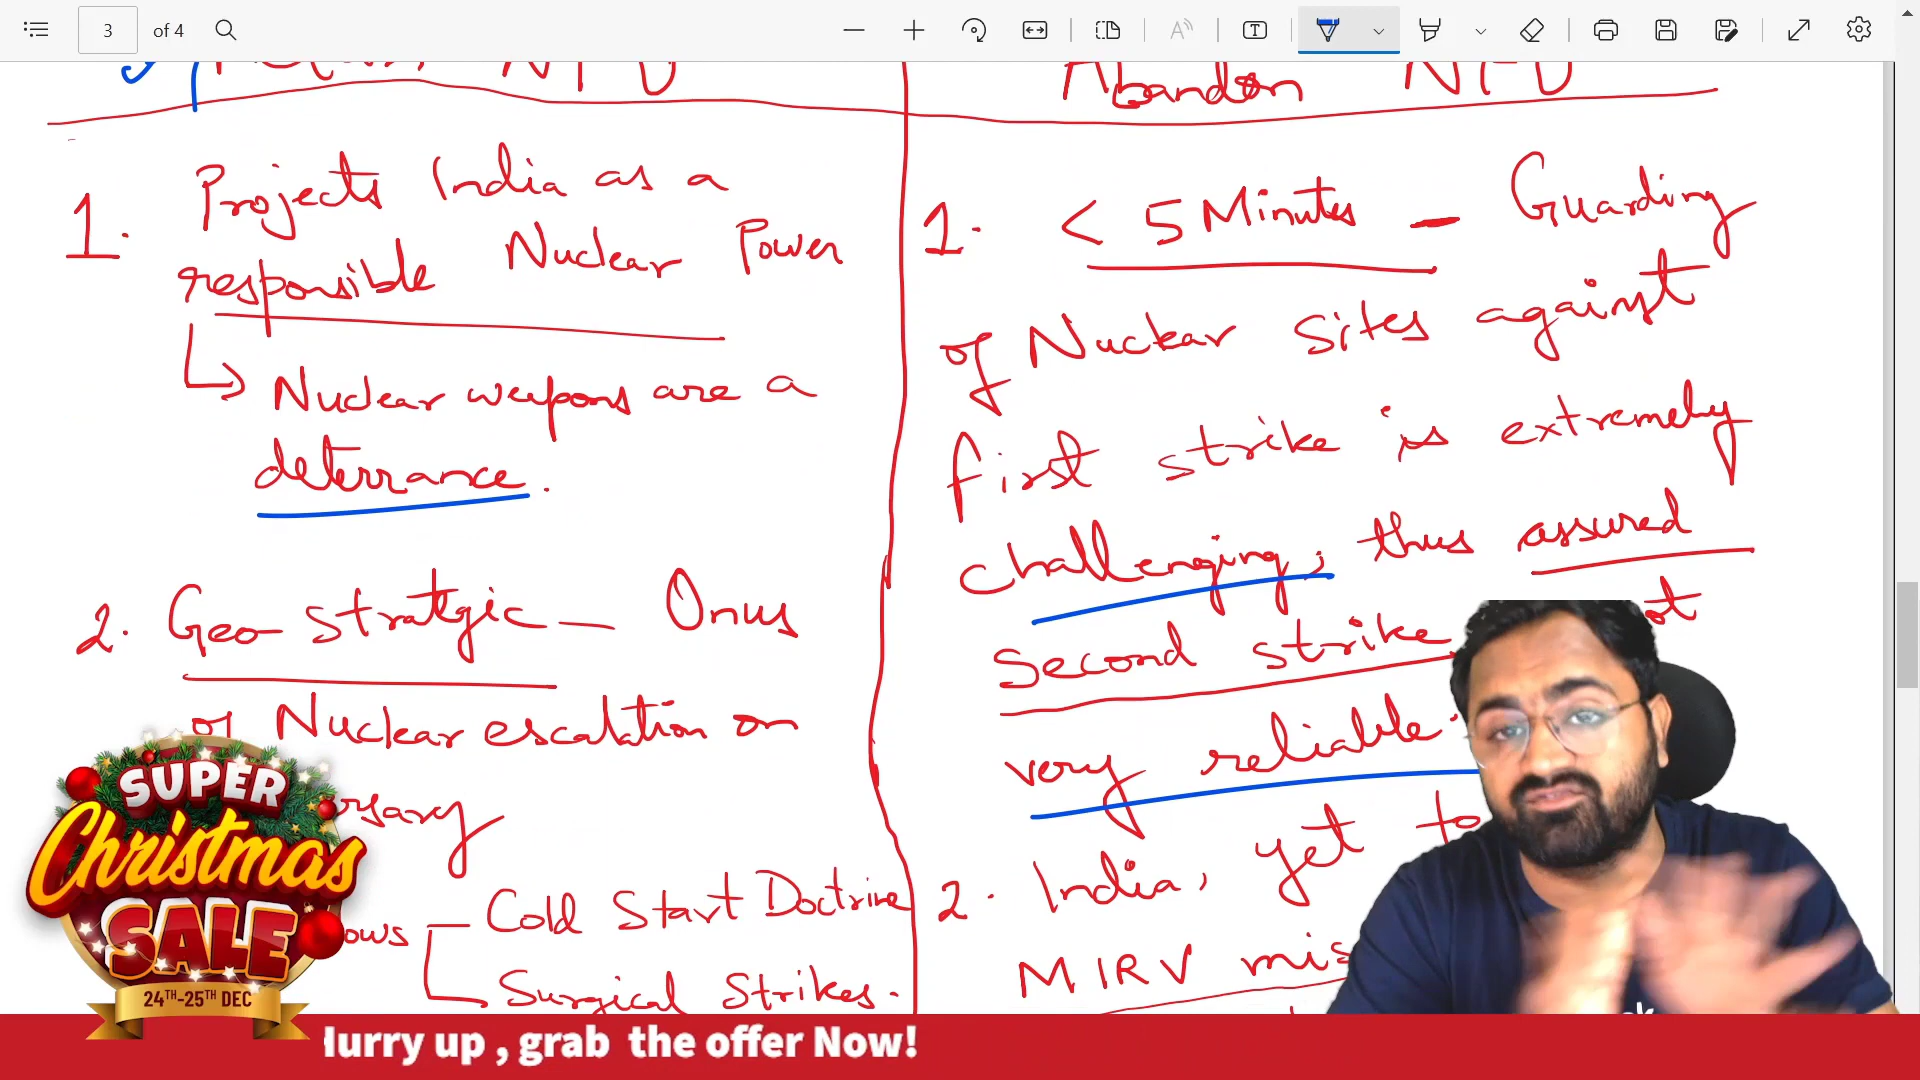 3 of 4
NFU
Abandon NFU
1. Projects India as a
responsible Nuclear Power
Nuclear weapons are a
deterrance.
2. Geo-strategic — Onus
of Nuclear escalation on
ows
Cold Start Doctrine
Surgical Strikes.
1. < 5 Minutes - Guarding
of Nuclear Sites against
first strike is extremely
challenging, thus assured
second strike ot
very reliable.
2. India, yet to
MIRV mis
SUPER
Christmas
SALE
24TH-25TH DEC
Hurry up , grab the offer Now!